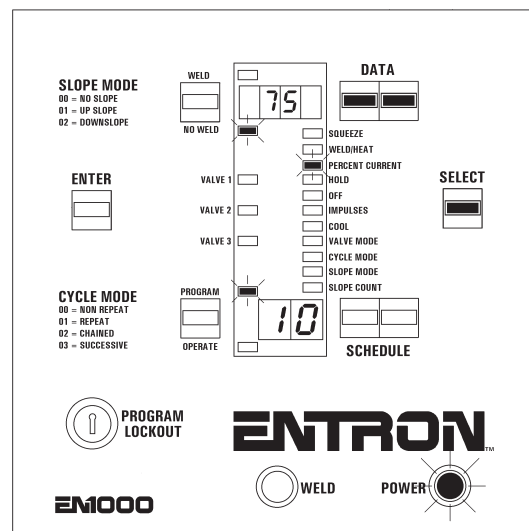 WELD
DATA
SLOPE MODE
00 = NO SLOPE
01 = UP SLOPE
02 = DOWNSLOPE
75
NO WELD
SQUEEZE
WELD/HEAT
PERCENT CURRENT
ENTER
VALVE 1
HOLD
SELECT
OFF
VALVE 2
IMPULSES
COOL
VALVE 3
VALVE MODE
CYCLE MODE
SLOPE MODE
CYCLE MODE
PROGRAM
SLOPE COUNT
00 = NON REPEAT
01 = REPEAT
02 = CHAINED
03 = SUCCESSIVE
10
OPERATE
SCHEDULE
PROGRAM
LOCKOUT
ENTRON™
EN1000
WELD
POWER